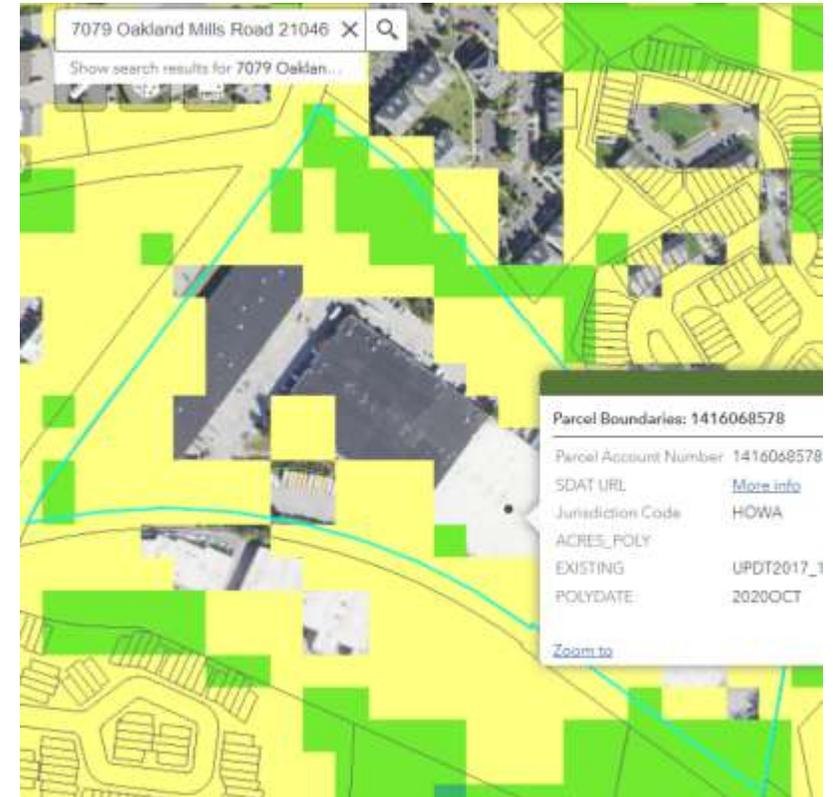 7079 Oakland Mills Road 21046
Show search results for 7079 Oaklan...
Parcel Boundaries: 1416068578
Parcel Account Number 1416068578
SDAT URL More info
Jurisdiction Code HOWA
ACRES_POLY
EXISTING UPDT2017_1
POLYDATE 2020OCT
Zoom to